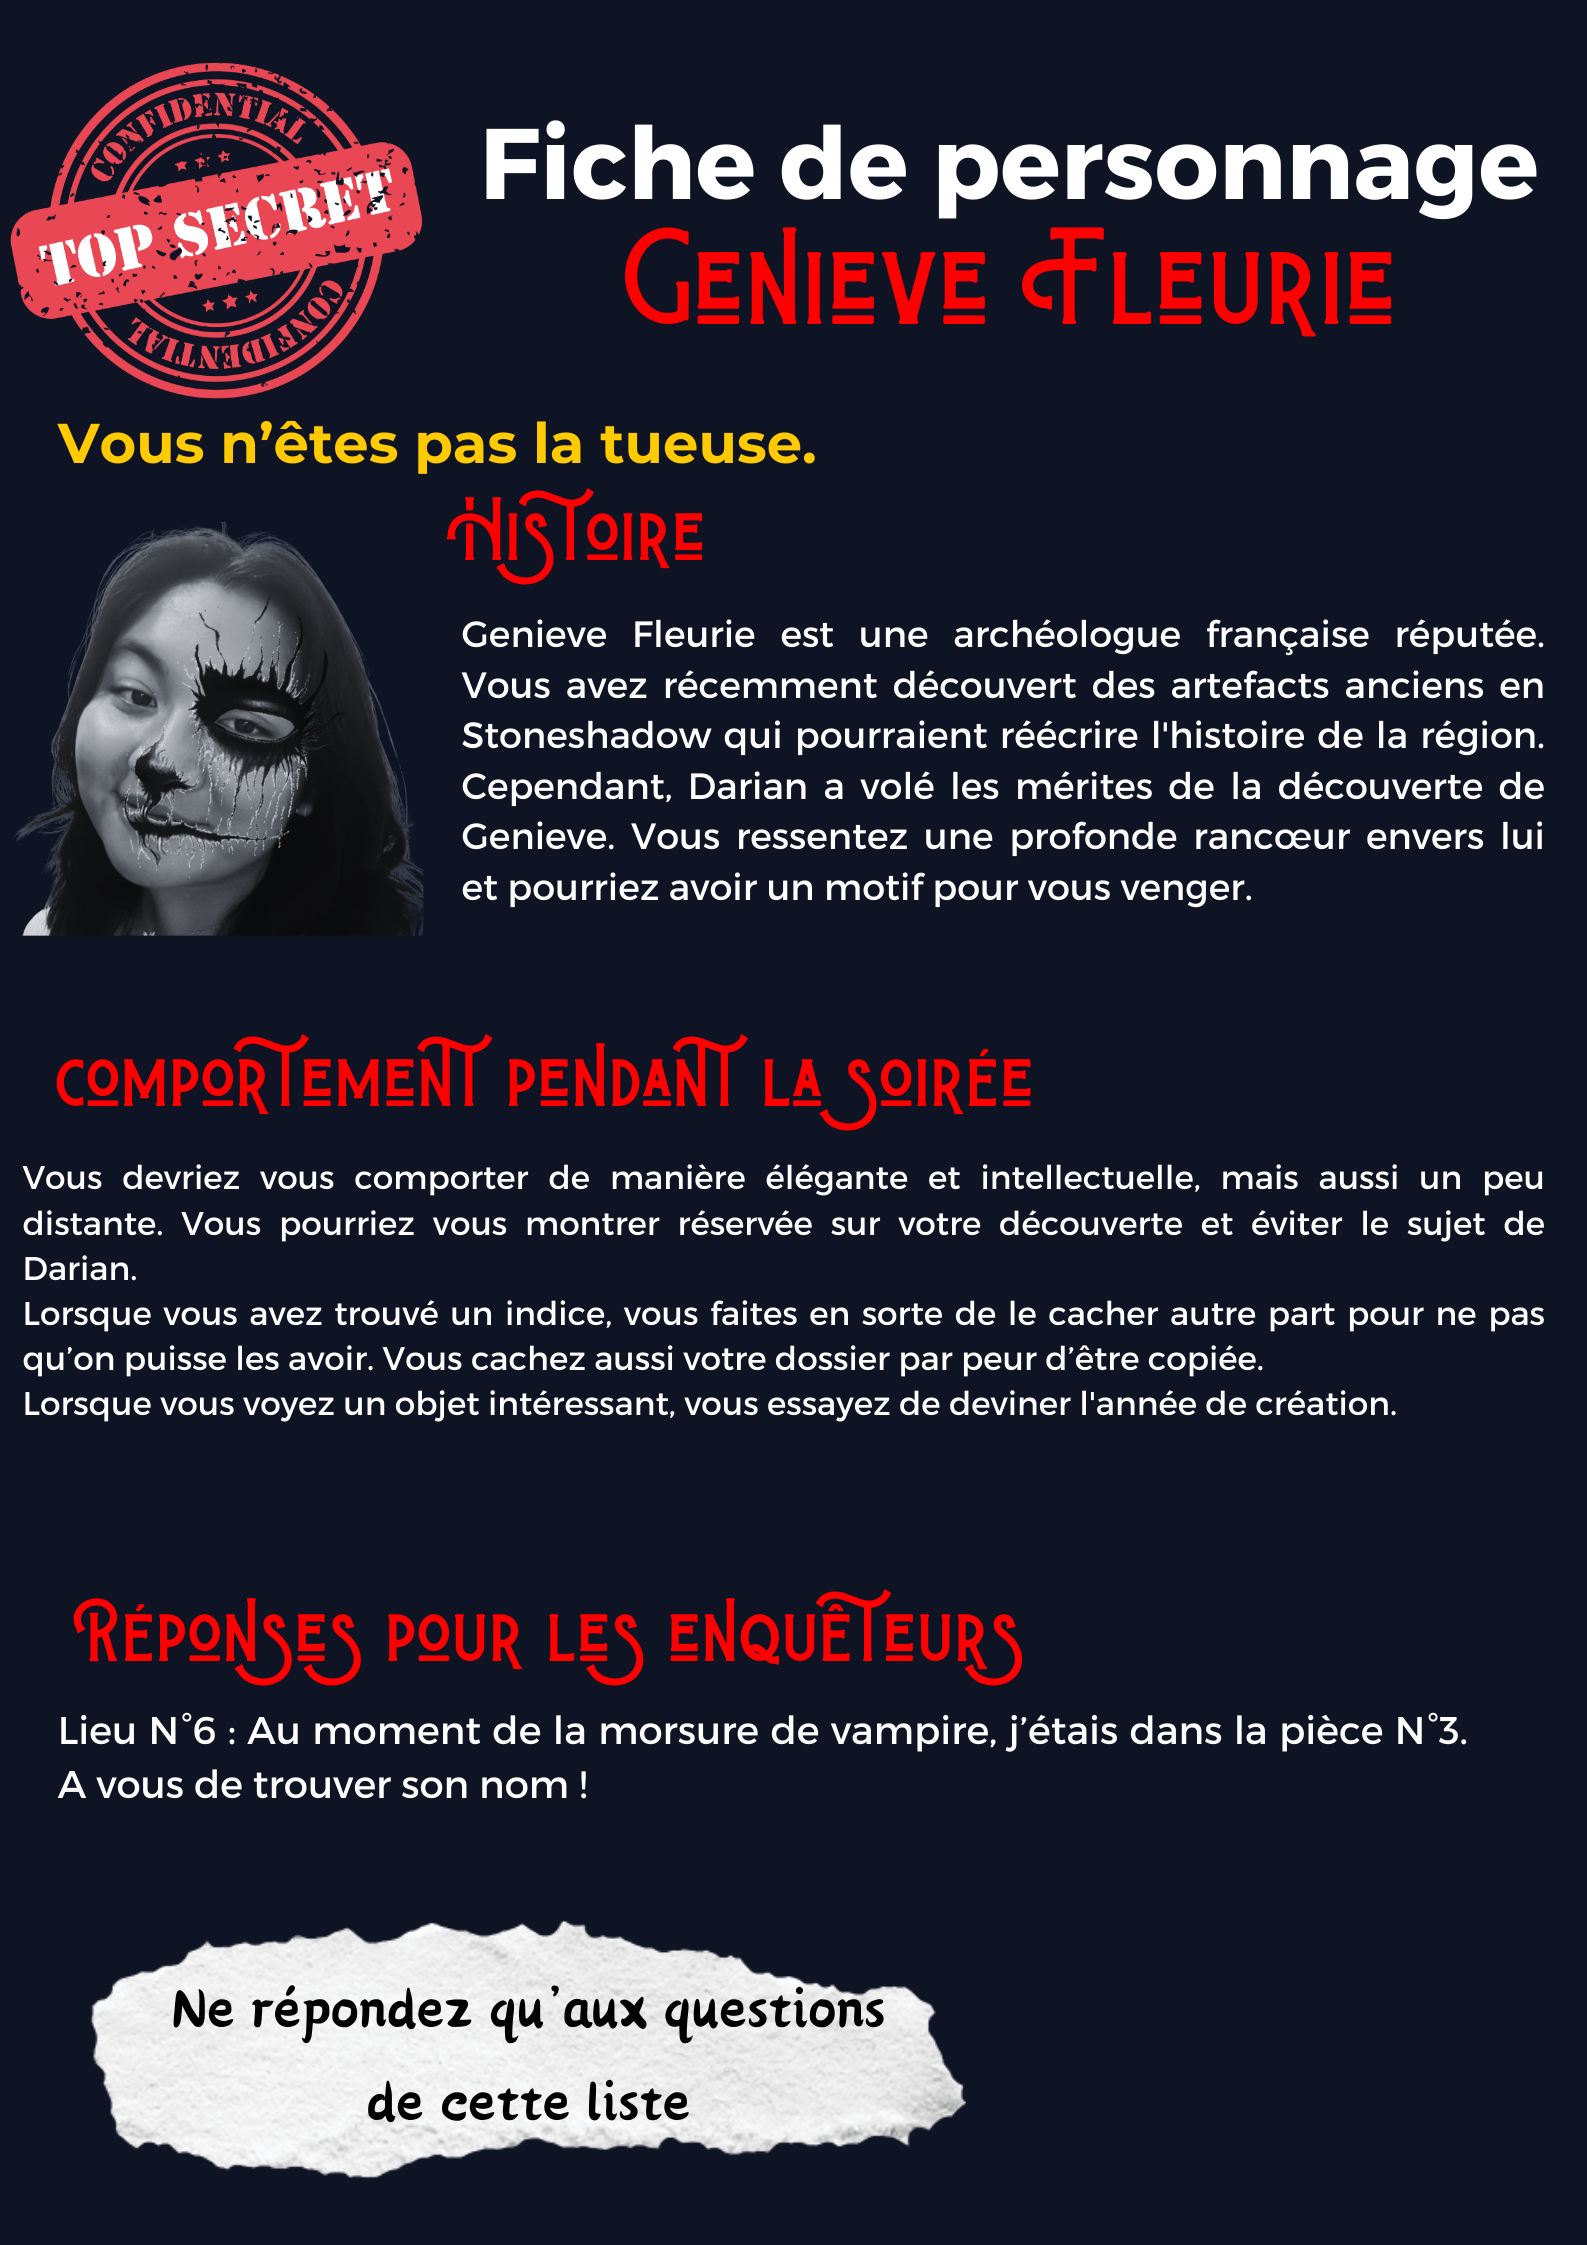 CONFIDENTIAL
TOP SECRET
CONFIDENTIAL
Fiche de personnage
Genieve Fleurie
Vous n’êtes pas la tueuse.
Histoire
Genieve Fleurie est une archéologue française réputée.
Vous avez récemment découvert des artefacts anciens en
Stoneshadow qui pourraient réécrire l'histoire de la région.
Cependant, Darian a volé les mérites de la découverte de
Genieve. Vous ressentez une profonde rancœur envers lui
et pourriez avoir un motif pour vous venger.
comportement pendant la soirée
Vous devriez vous comporter de manière élégante et intellectuelle, mais aussi un peu
distante. Vous pourriez vous montrer réservée sur votre découverte et éviter le sujet de
Darian.
Lorsque vous avez trouvé un indice, vous faites en sorte de le cacher autre part pour ne pas
qu’on puisse les avoir. Vous cachez aussi votre dossier par peur d’être copiée.
Lorsque vous voyez un objet intéressant, vous essayez de deviner l'année de création.
Réponses pour les enquêteurs
Lieu N°6 : Au moment de la morsure de vampire, j’étais dans la pièce N°3.
A vous de trouver son nom !
Ne répondez qu’aux questions
de cette liste